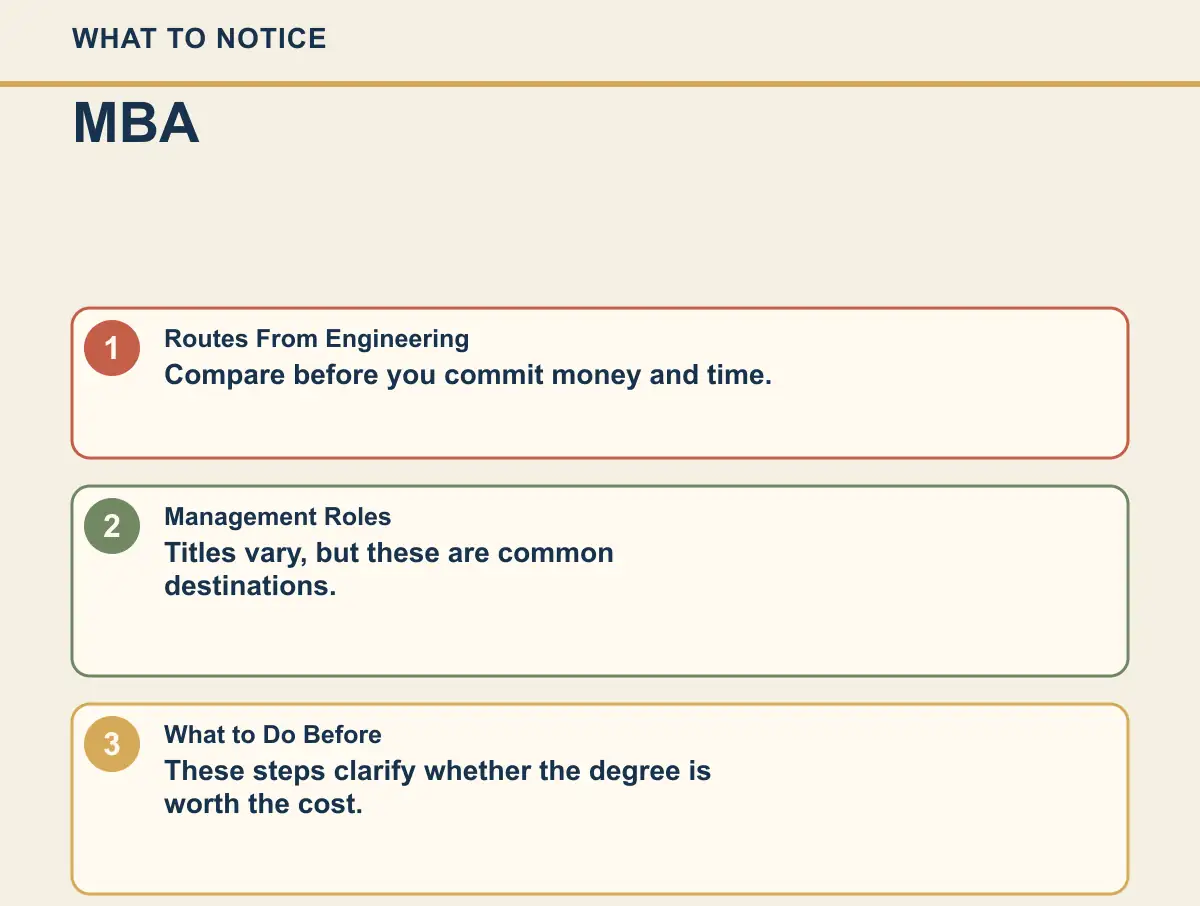 WHAT TO NOTICE
MBA
1
Routes From Engineering
Compare before you commit money and time.
2
Management Roles
Titles vary, but these are common
destinations.
3
What to Do Before
These steps clarify whether the degree is
worth the cost.